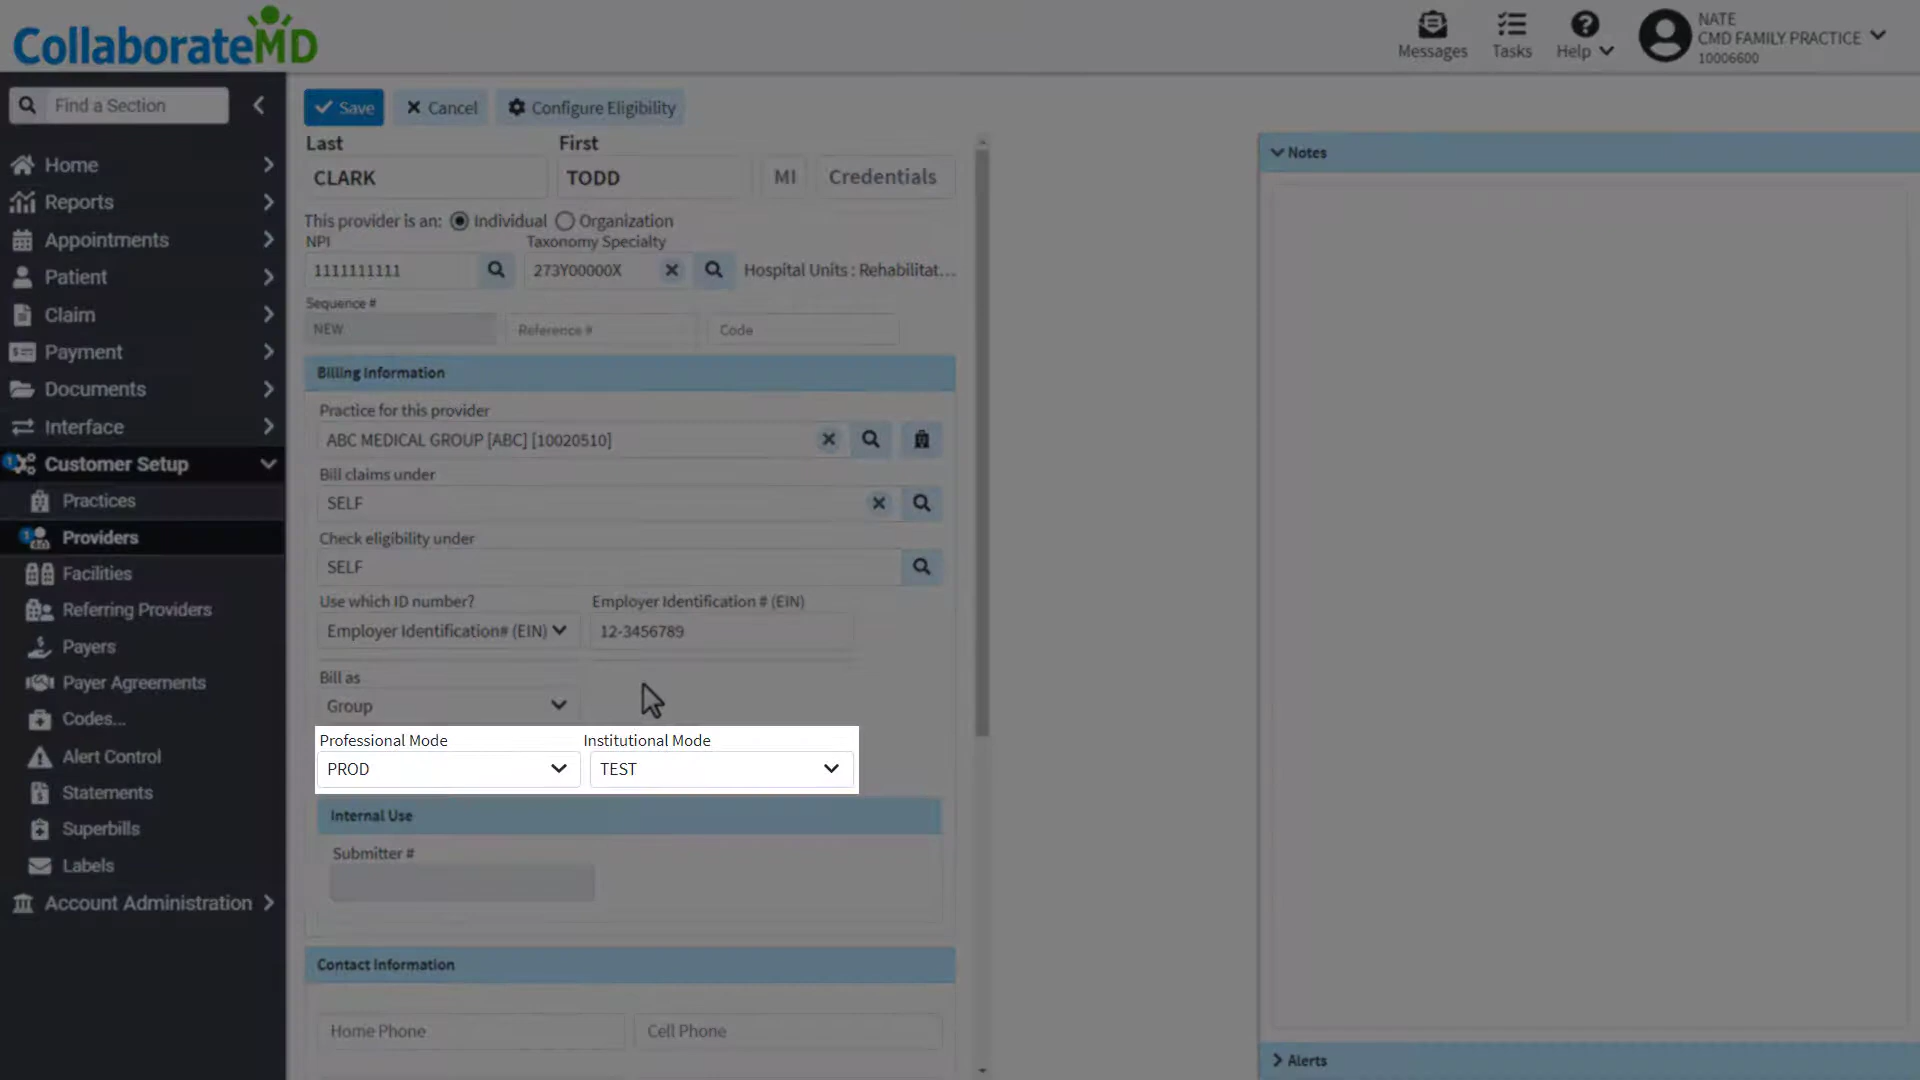 CollaborateMD
Messages
Tasks
Help
NATE
CMD FAMILY PRACTICE
10006600
Find a Section
Home
Reports
Appointments
Patient
Claim
Payment
Documents
Interface
1
Customer Setup
Practices
1
Providers
Facilities
Referring Providers
Payers
Payer Agreements
Codes...
Alert Control
Statements
Superbills
Labels
Account Administration
Save
Cancel
Configure Eligibility
Last
First
CLARK
TODD
MI
Credentials
This provider is an: Individual Organization
NPI
Taxonomy Specialty
1111111111
273Y00000X
Hospital Units : Rehabilitat...
Sequence #
NEW
Reference #
Code
Billing Information
Practice for this provider
ABC MEDICAL GROUP [ABC] [10020510]
Bill claims under
SELF
Check eligibility under
SELF
Use which ID number?
Employer Identification # (EIN)
Employer Identification# (EIN)
12-3456789
Bill as
Group
Professional Mode
Institutional Mode
PROD
TEST
Internal Use
Submitter #
Contact Information
Home Phone
Cell Phone
Notes
Alerts